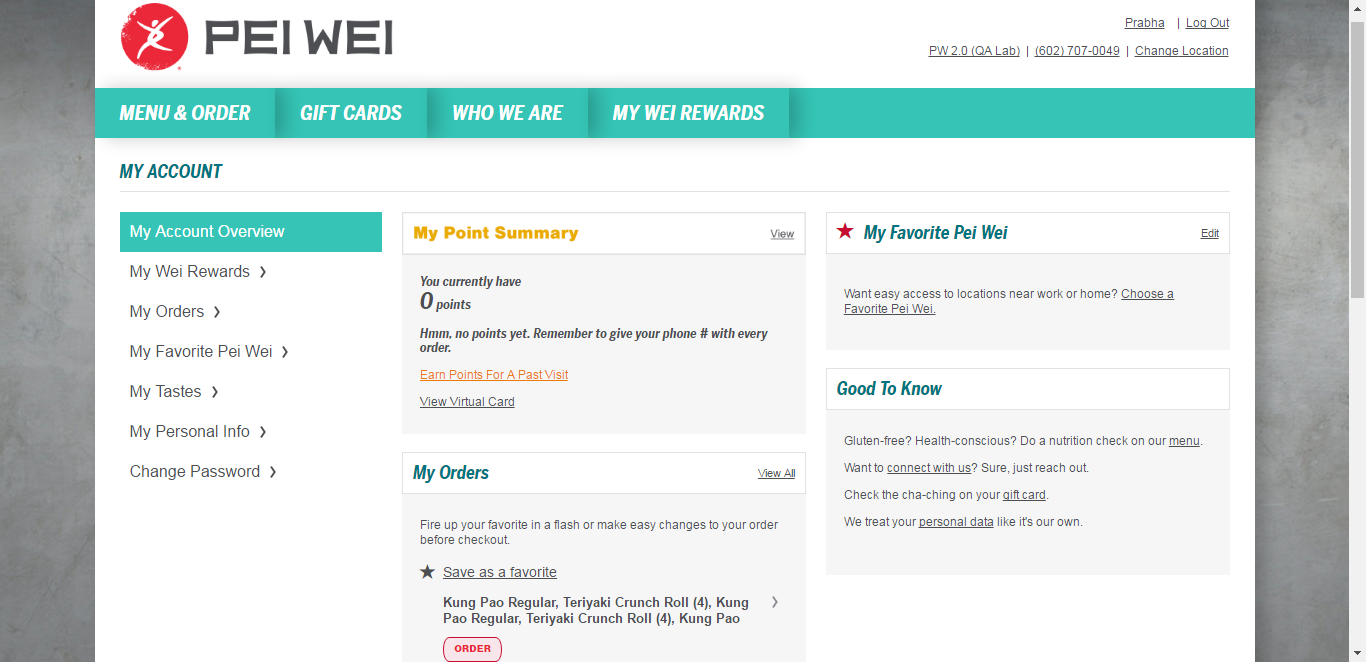 PEI WEI
Prabha | Log Out
PW 2.0 (QA Lab) | (602) 707-0049 | Change Location
MENU & ORDER
GIFT CARDS
WHO WE ARE
MY WEI REWARDS
MY ACCOUNT
My Account Overview
My Wei Rewards
My Orders
My Favorite Pei Wei
My Tastes
My Personal Info
Change Password
My Point Summary
View
You currently have
0 points
Hmm, no points yet. Remember to give your phone # with every
order.
Earn Points For A Past Visit
View Virtual Card
My Orders
View All
Fire up your favorite in a flash or make easy changes to your order
before checkout.
Save as a favorite
Kung Pao Regular, Teriyaki Crunch Roll (4), Kung
Pao Regular, Teriyaki Crunch Roll (4), Kung Pao
ORDER
My Favorite Pei Wei
Edit
Want easy access to locations near work or home? Choose a
Favorite Pei Wei.
Good To Know
Gluten-free? Health-conscious? Do a nutrition check on our menu.
Want to connect with us? Sure, just reach out.
Check the cha-ching on your gift card.
We treat your personal data like it's our own.